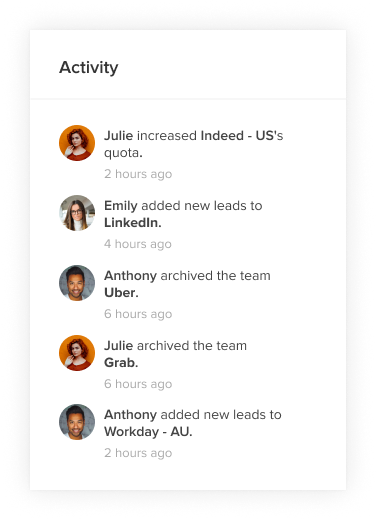 Activity
Julie increased Indeed - US's
quota.
2 hours ago
Emily added new leads to
LinkedIn.
4 hours ago
Anthony archived the team
Uber.
6 hours ago
Julie archived the team
Grab.
6 hours ago
Anthony added new leads to
Workday - AU.
2 hours ago